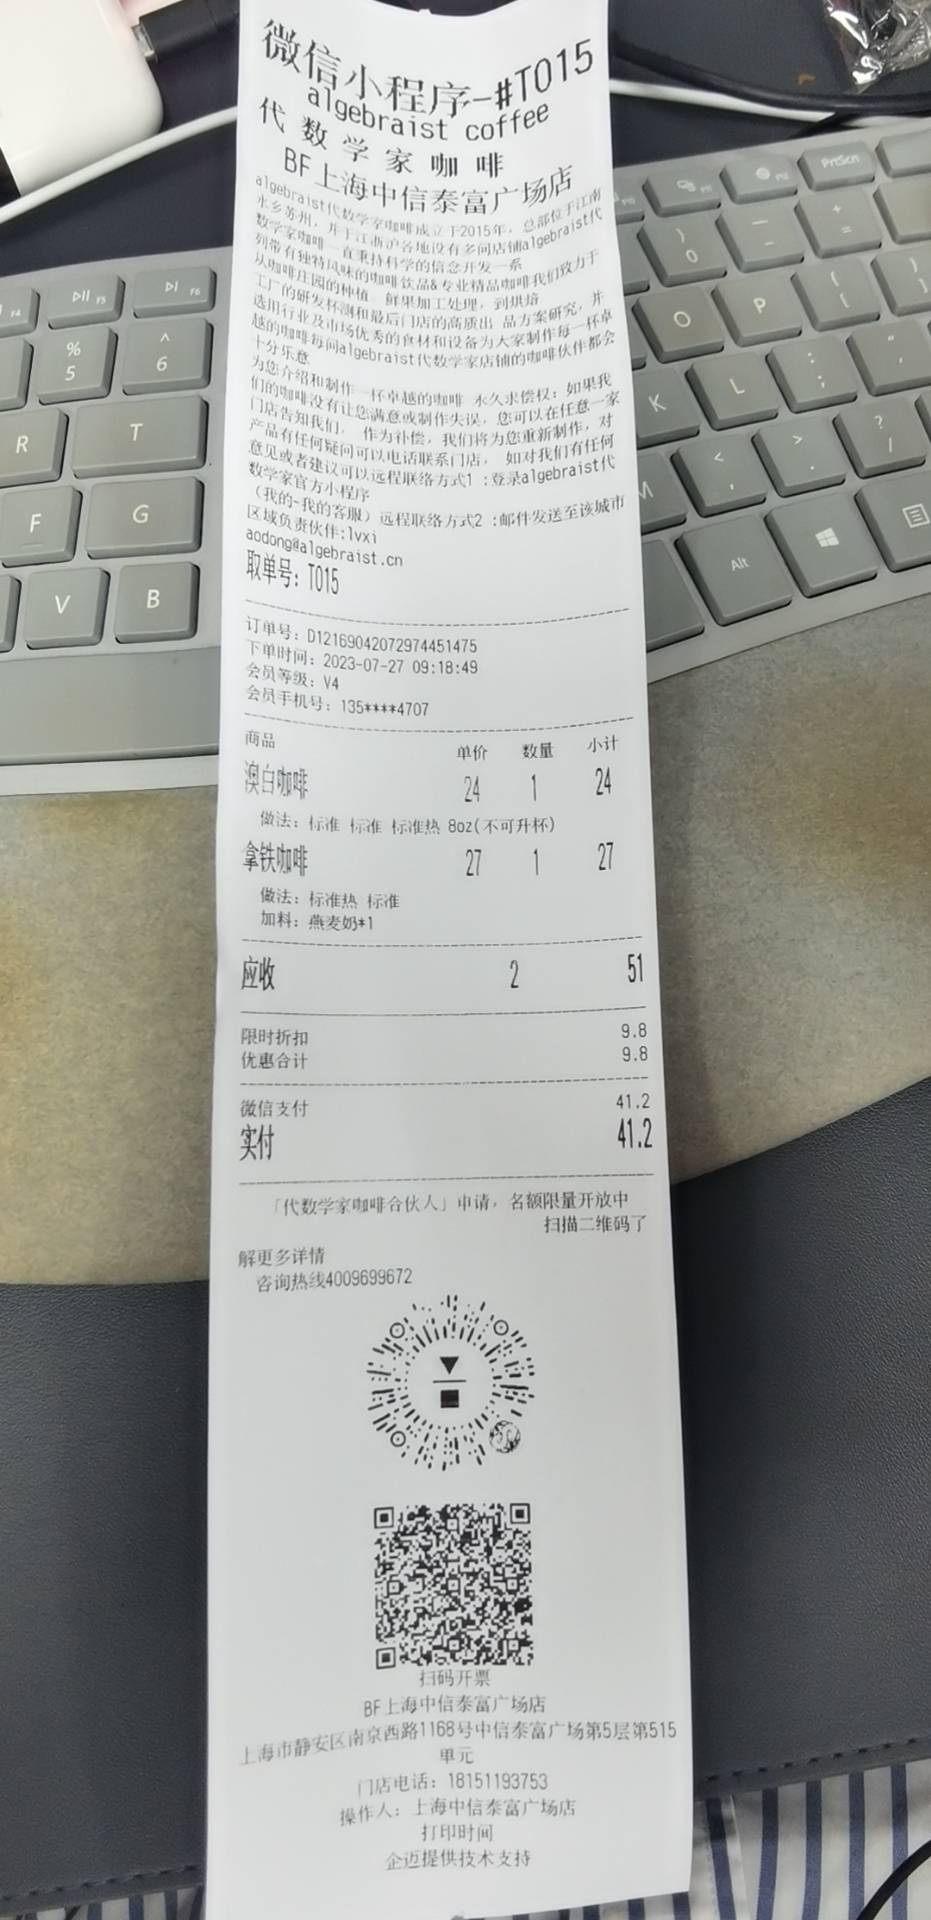 微信小程序-#T015
algebraist coffee
代数学家咖啡
BF上海中信泰富广场店
algebraist代数学家咖啡成立于2015年，总部位于江南
水乡苏州，并于江浙沪各地设有多间店铺algebraist代
数学家咖啡一直秉持科学的信念开发一系
列带有独特风味的咖啡饮品&专业精品咖啡我们致力于
从咖啡庄园的种植，鲜果加工处理，到烘焙
工厂的研发杯测和最后门店的高质出 品方案研究，并
选用行业及市场优秀的食材和设备为大家制作每一杯卓
越的咖啡每间algebraist代数学家店铺的咖啡伙伴都会
十分乐意
为您介绍和制作一杯卓越的咖啡 永久求偿权：如果我
们的咖啡没有让您满意或制作失误，您可以在任意一家
门店告知我们， 作为补偿，我们将为您重新制作，对
产品有任何疑问可以电话联系门店， 如对我们有任何
意见或者建议可以远程联络方式1 :登录algebraist代
数学家官方小程序
（我的-我的客服）远程联络方式2 :邮件发送至该城市
区域负责伙伴:lvxi
aodong@algebraist.cn
取单号：T015
订单号：D12169042072974451475
下单时间：2023-07-27 09:18:49
会员等级：V4
会员手机号：135****4707
商品 单价 数量 小计
澳白咖啡 24 1 24
做法：标准 标准 标准热 8oz(不可升杯)
拿铁咖啡 27 1 27
做法：标准热 标准
加料：燕麦奶*1
应收 2 51
限时折扣 9.8
优惠合计 9.8
微信支付 41.2
实付 41.2
「代数学家咖啡合伙人」申请，名额限量开放中
扫描二维码了
解更多详情
咨询热线4009699672
扫码开票
BF上海中信泰富广场店
上海市静安区南京西路1168号中信泰富广场第5层第515
单元
门店电话：18151193753
操作人：上海中信泰富广场店
打印时间
企迈提供技术支持
F4
F5
F6
%
5
^
6
R
T
F
G
V
B
PrtScn
)
0
O
P
K
L
M
Alt